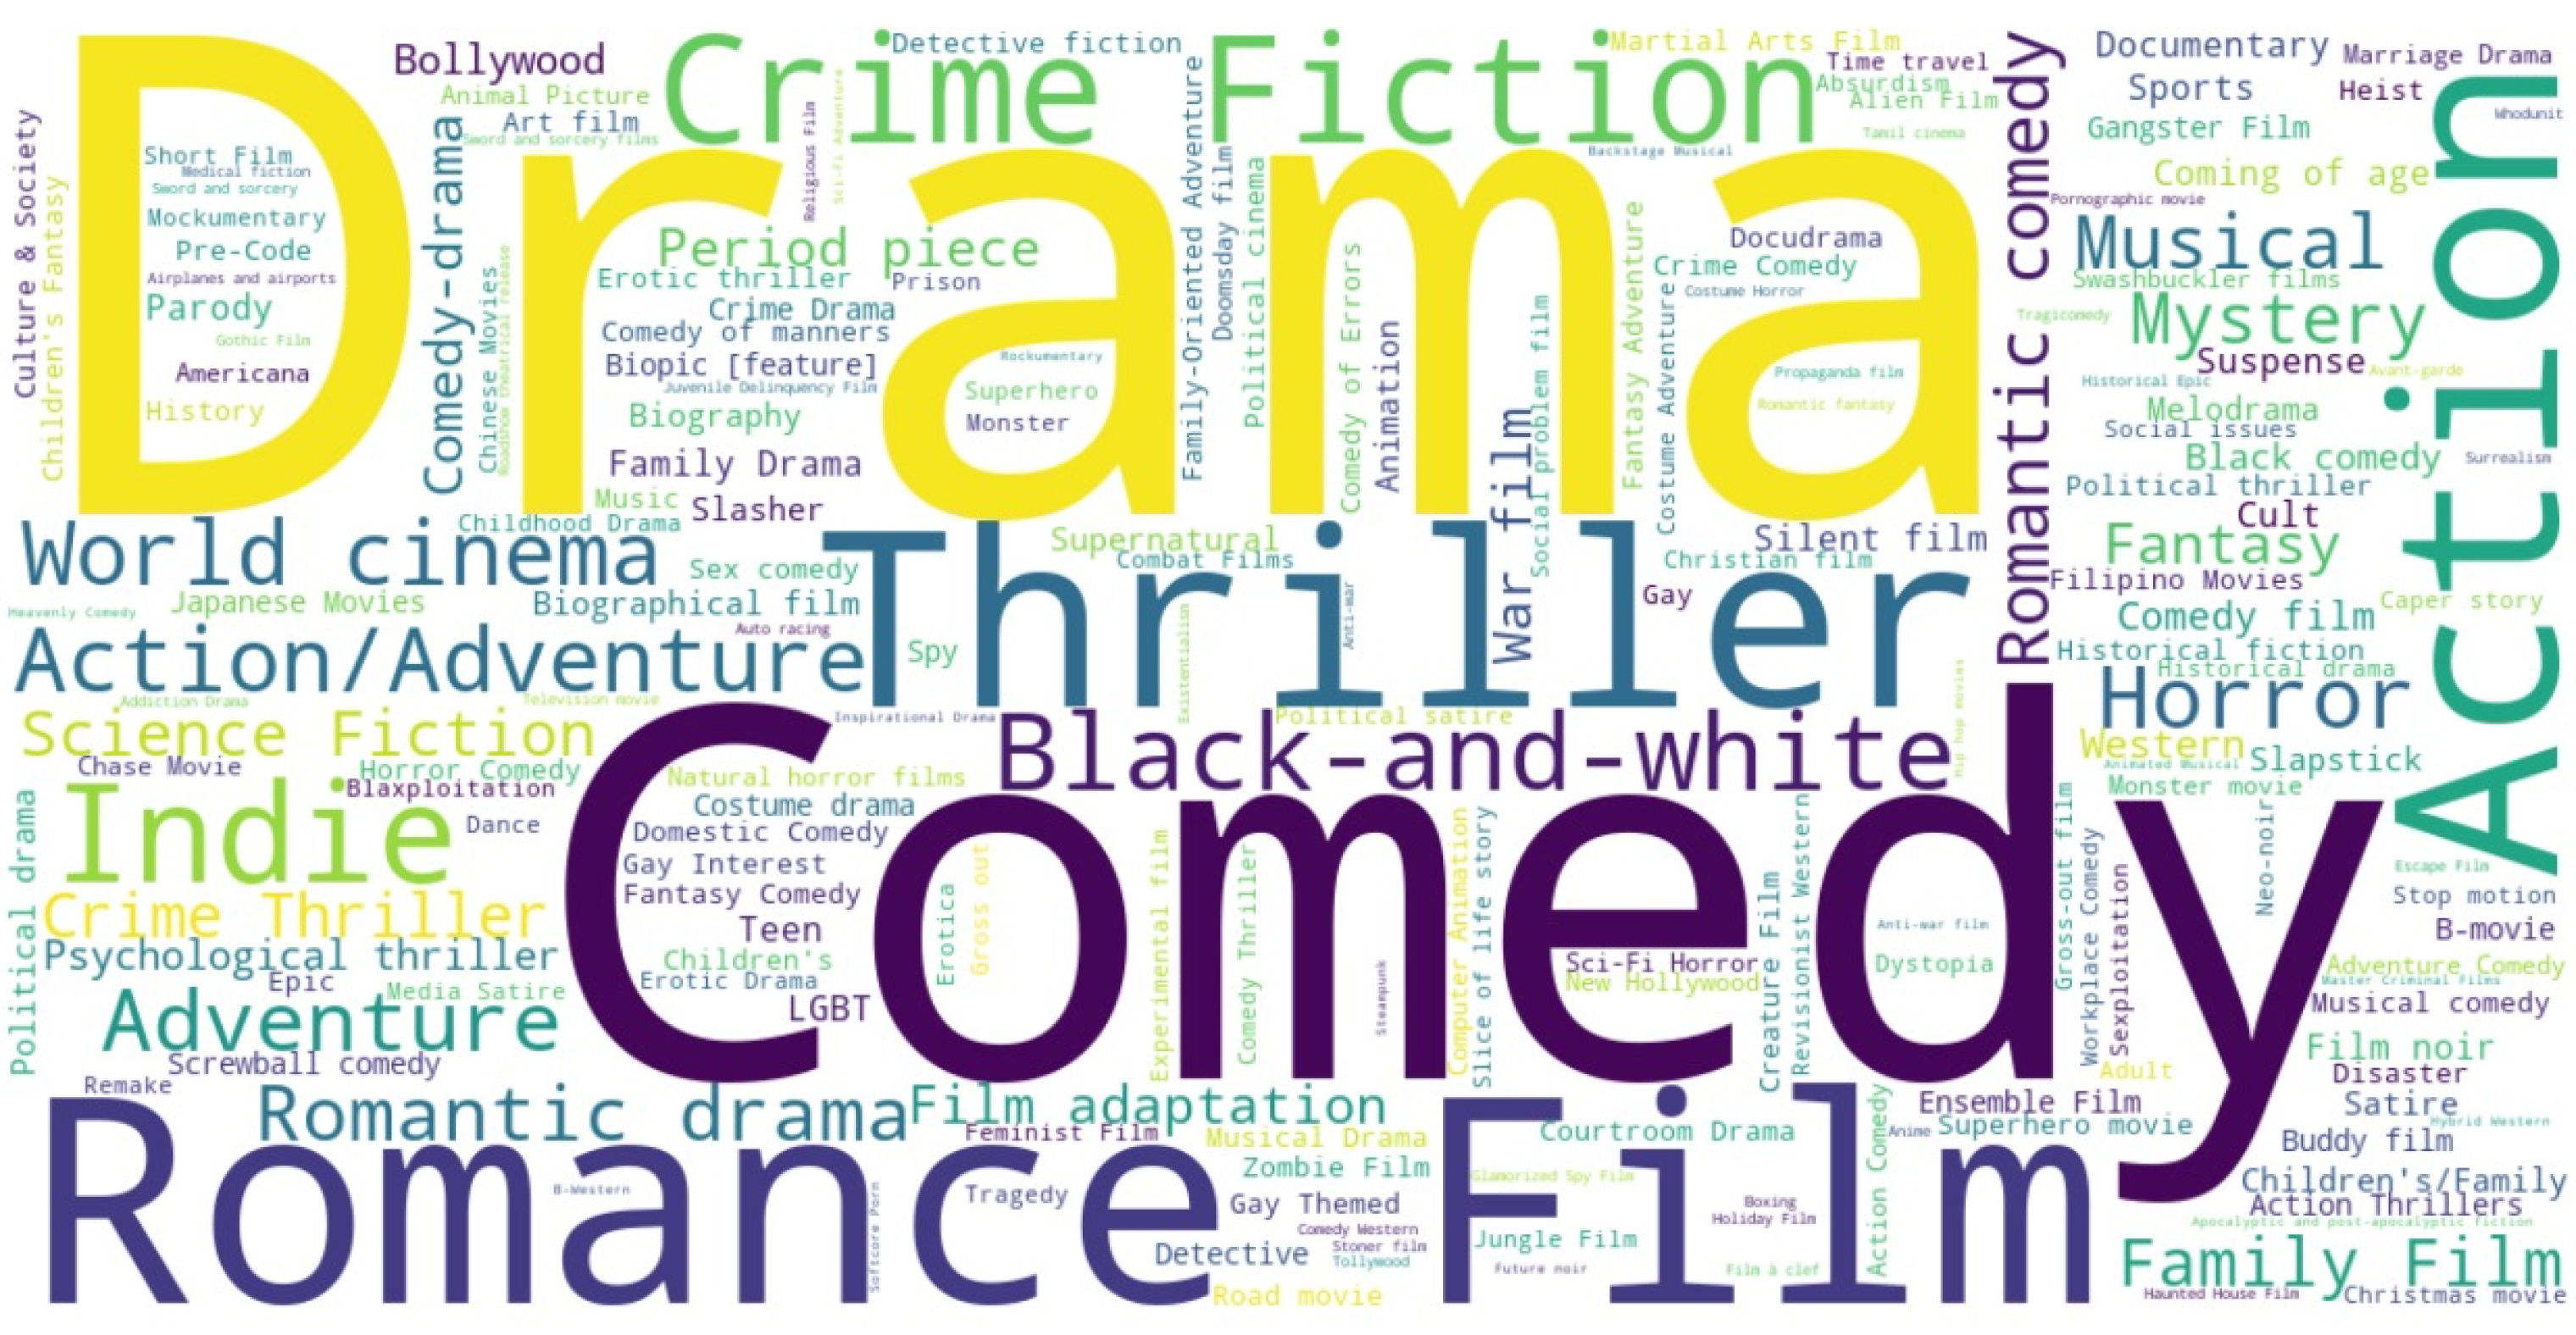 Drama
Comedy
Romance Film
Thriller
Action
Crime Fiction
Black-and-white
Indie
World cinema
Action/Adventure
Romantic comedy
Science Fiction
Crime Thriller
Adventure
Romantic drama
Film adaptation
Family Film
Musical
Mystery
Horror
Fantasy
Period piece
Comedy-drama
Psychological thriller
War film
Bollywood
Animal Picture
Art film
Sword and sorcery films
Detective fiction
Religious Film
Sci-Fi Adventure
Martial Arts Film
Time travel
Absurdism
Alien Film
Tamil cinema
Backstage Musical
Documentary
Marriage Drama
Sports
Heist
Whodunit
Gangster Film
Coming of age
Pornographic movie
Swashbuckler films
Tragicomedy
Suspense
Avant-garde
Historical Epic
Melodrama
Social issues
Black comedy
Surrealism
Political thriller
Cult
Filipino Movies
Caper story
Comedy film
Historical fiction
Historical drama
Western
Slapstick
Animated Musical
Monster movie
Culture & Society
Children's Fantasy
Short Film
Medical fiction
Sword and sorcery
Mockumentary
Pre-Code
Airplanes and airports
Parody
Gothic Film
Americana
History
Chinese Movies
Roadshow theatrical release
Erotic thriller
Prison
Crime Drama
Comedy of manners
Biopic [feature]
Juvenile Delinquency Film
Biography
Family Drama
Music
Slasher
Childhood Drama
Rockumentary
Superhero
Monster
Family-Oriented Adventure
Doomsday film
Political cinema
Comedy of Errors
Animation
Social problem film
Fantasy Adventure
Costume Adventure
Docudrama
Crime Comedy
Costume Horror
Propaganda film
Romantic fantasy
Supernatural
Combat Films
Silent film
Christian film
Gay
Sex comedy
Japanese Movies
Biographical film
Heavenly Comedy
Auto racing
Spy
Existentialism
Anti-war
Hip hop movies
Addiction Drama
Television movie
Inspirational Drama
Political satire
Chase Movie
Horror Comedy
Blaxploitation
Dance
Political drama
Natural horror films
Costume drama
Domestic Comedy
Gay Interest
Fantasy Comedy
Teen
Children's
Erotic Drama
LGBT
Erotica
Gross out
Experimental film
Comedy Thriller
Steampunk
Computer Animation
Slice of life story
Sci-Fi Horror
New Hollywood
Creature Film
Revisionist Western
Anti-war film
Dystopia
Gross-out film
Workplace Comedy
Sexploitation
Neo-noir
Adult
Escape Film
Stop motion
B-movie
Adventure Comedy
Master Criminal Films
Musical comedy
Film noir
Disaster
Satire
Hybrid Western
Buddy film
Children's/Family
Action Thrillers
Apocalyptic and post-apocalyptic fiction
Haunted House Film
Christmas movie
Epic
Media Satire
Screwball comedy
Remake
B-Western
Softcore Porn
Feminist Film
Tragedy
Musical Drama
Zombie Film
Gay Themed
Comedy Western
Stoner film
Tollywood
Detective
Road movie
Courtroom Drama
Glamorized Spy Film
Jungle Film
Future noir
Boxing
Holiday Film
Film à clef
Action Comedy
Anime
Ensemble Film
Superhero movie